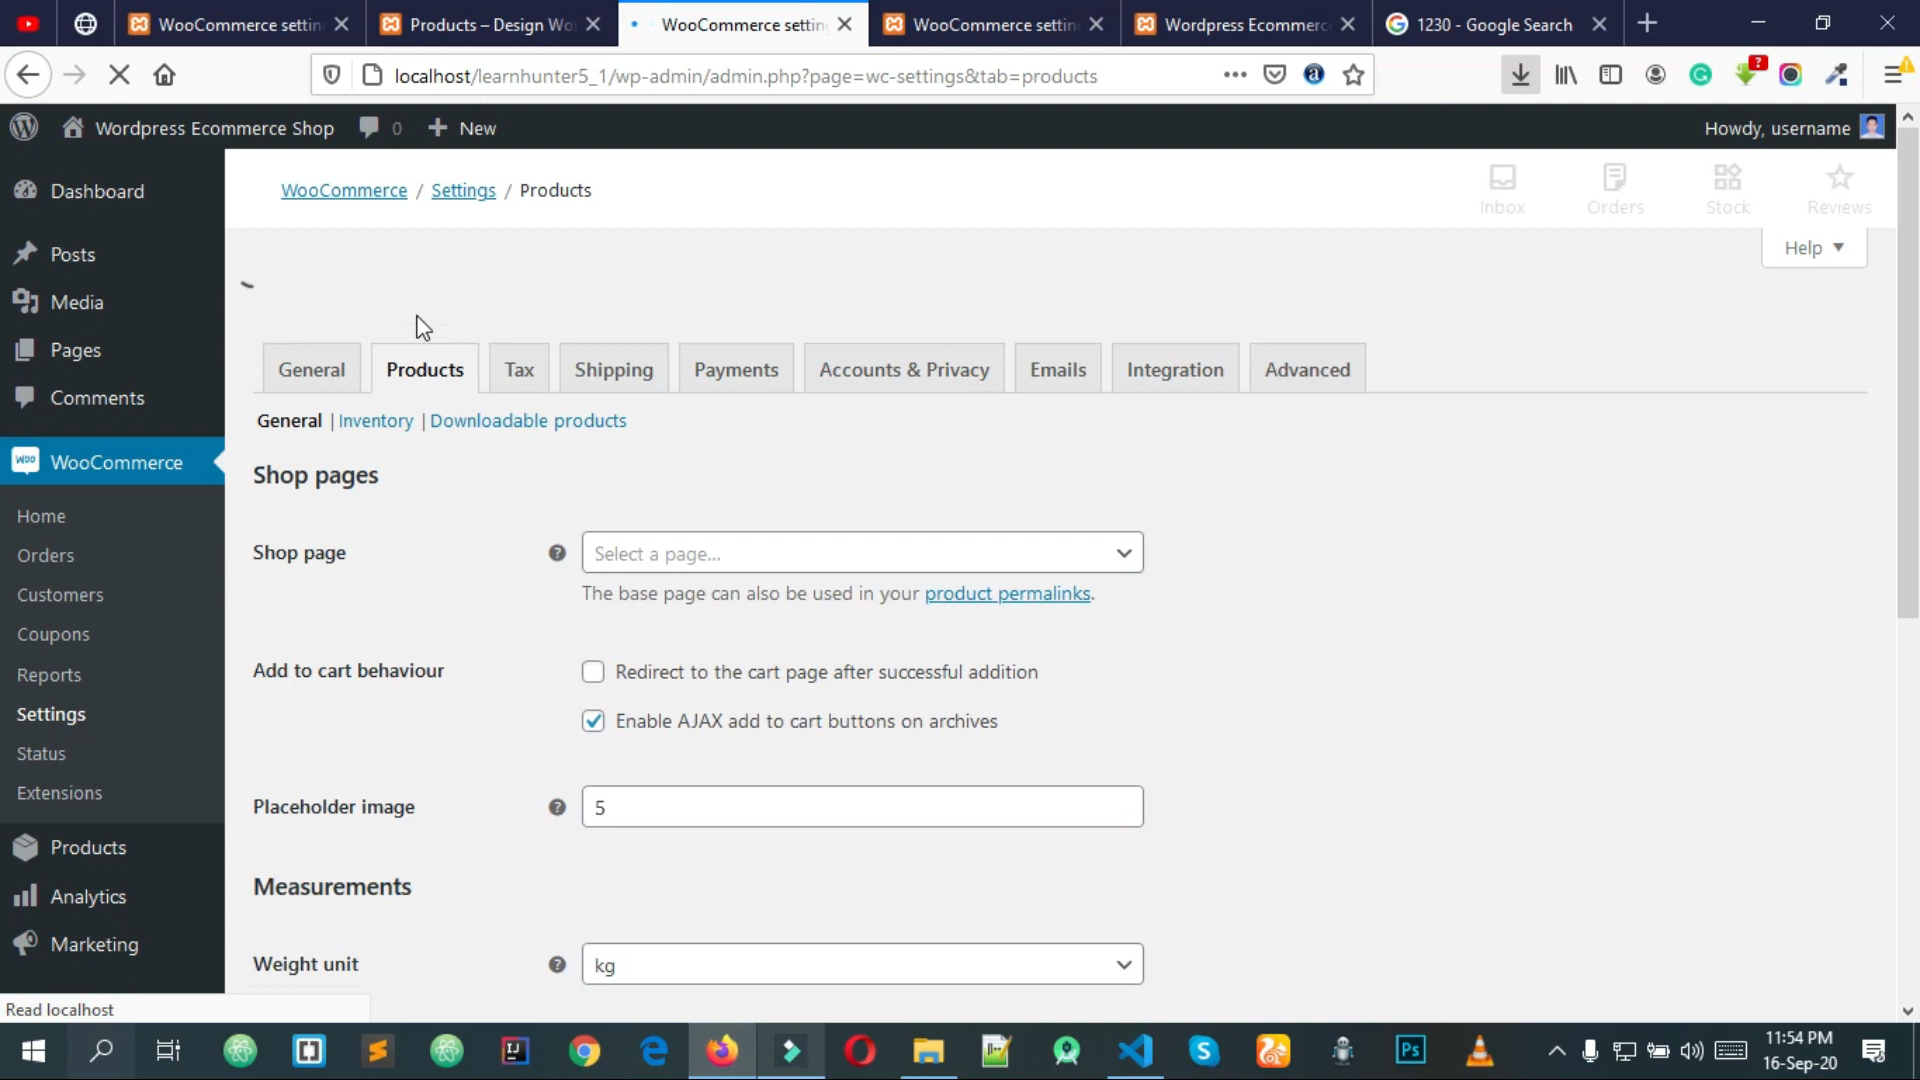 WooCommerce settin
Products – Design Wo
WooCommerce settin
WooCommerce settin
Wordpress Ecommerc
1230 - Google Search
localhost/learnhunter5_1/wp-admin/admin.php?page=wc-settings&tab=products
Wordpress Ecommerce Shop
0
New
Howdy, username
Dashboard
Posts
Media
Pages
Comments
WooCommerce
Home
Orders
Customers
Coupons
Reports
Settings
Status
Extensions
Products
Analytics
Marketing
WooCommerce / Settings / Products
Inbox
Orders
Stock
Reviews
Help
General
Products
Tax
Shipping
Payments
Accounts & Privacy
Emails
Integration
Advanced
General | Inventory | Downloadable products
Shop pages
Shop page
Select a page...
The base page can also be used in your product permalinks.
Add to cart behaviour
Redirect to the cart page after successful addition
Enable AJAX add to cart buttons on archives
Placeholder image
5
Measurements
Weight unit
kg
Read localhost
11:54 PM
16-Sep-20